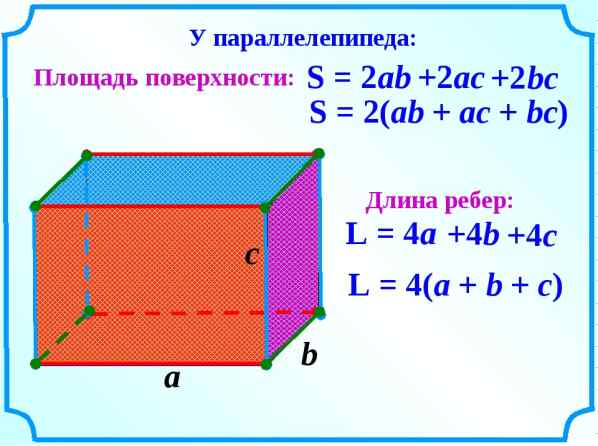 У параллелепипеда:
Площадь поверхности: S = 2ab +2ac +2bc
S = 2(ab + ac + bc)
Длина ребер:
L = 4a +4b +4c
L = 4(a + b + c)
c
b
a